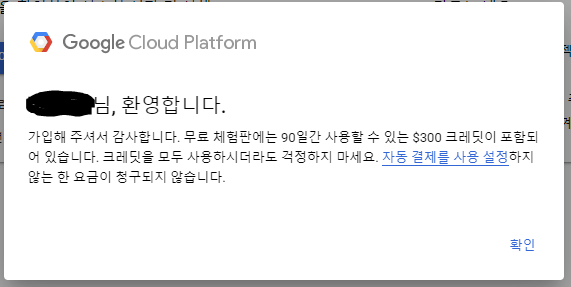 Google Cloud Platform
님, 환영합니다.
가입해 주셔서 감사합니다. 무료 체험판에는 90일간 사용할 수 있는 $300 크레딧이 포함되
어 있습니다. 크레딧을 모두 사용하시더라도 걱정하지 마세요. 자동 결제를 사용 설정하지
않는 한 요금이 청구되지 않습니다.
확인